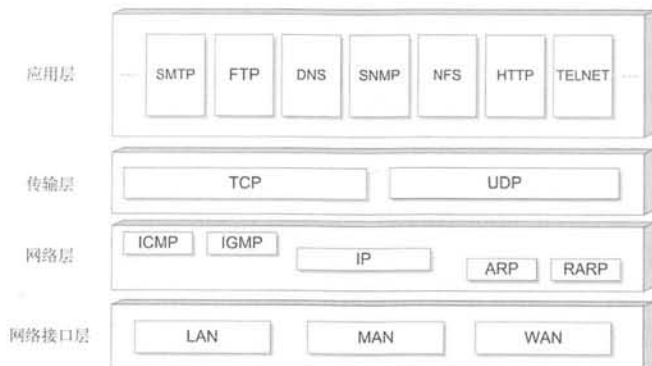 应用层 ... SMTP FTP DNS SNMP NFS HTTP TELNET ...
传输层 TCP UDP
网络层 ICMP IGMP IP ARP RARP
网络接口层 LAN MAN WAN